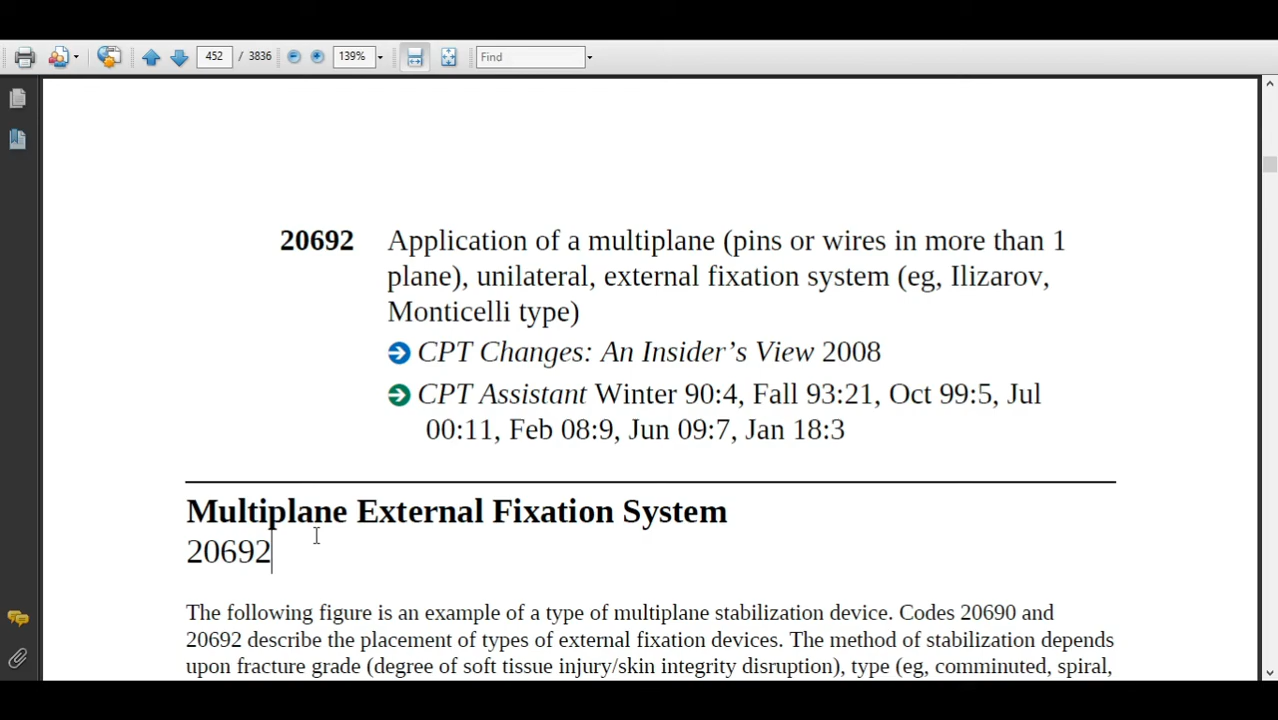 452 / 3836 139% Find
20692 Application of a multiplane (pins or wires in more than 1
plane), unilateral, external fixation system (eg, Ilizarov,
Monticelli type)
CPT Changes: An Insider’s View 2008
CPT Assistant Winter 90:4, Fall 93:21, Oct 99:5, Jul
00:11, Feb 08:9, Jun 09:7, Jan 18:3
Multiplane External Fixation System
20692
The following figure is an example of a type of multiplane stabilization device. Codes 20690 and
20692 describe the placement of types of external fixation devices. The method of stabilization depends
upon fracture grade (degree of soft tissue injury/skin integrity disruption), type (eg, comminuted, spiral,